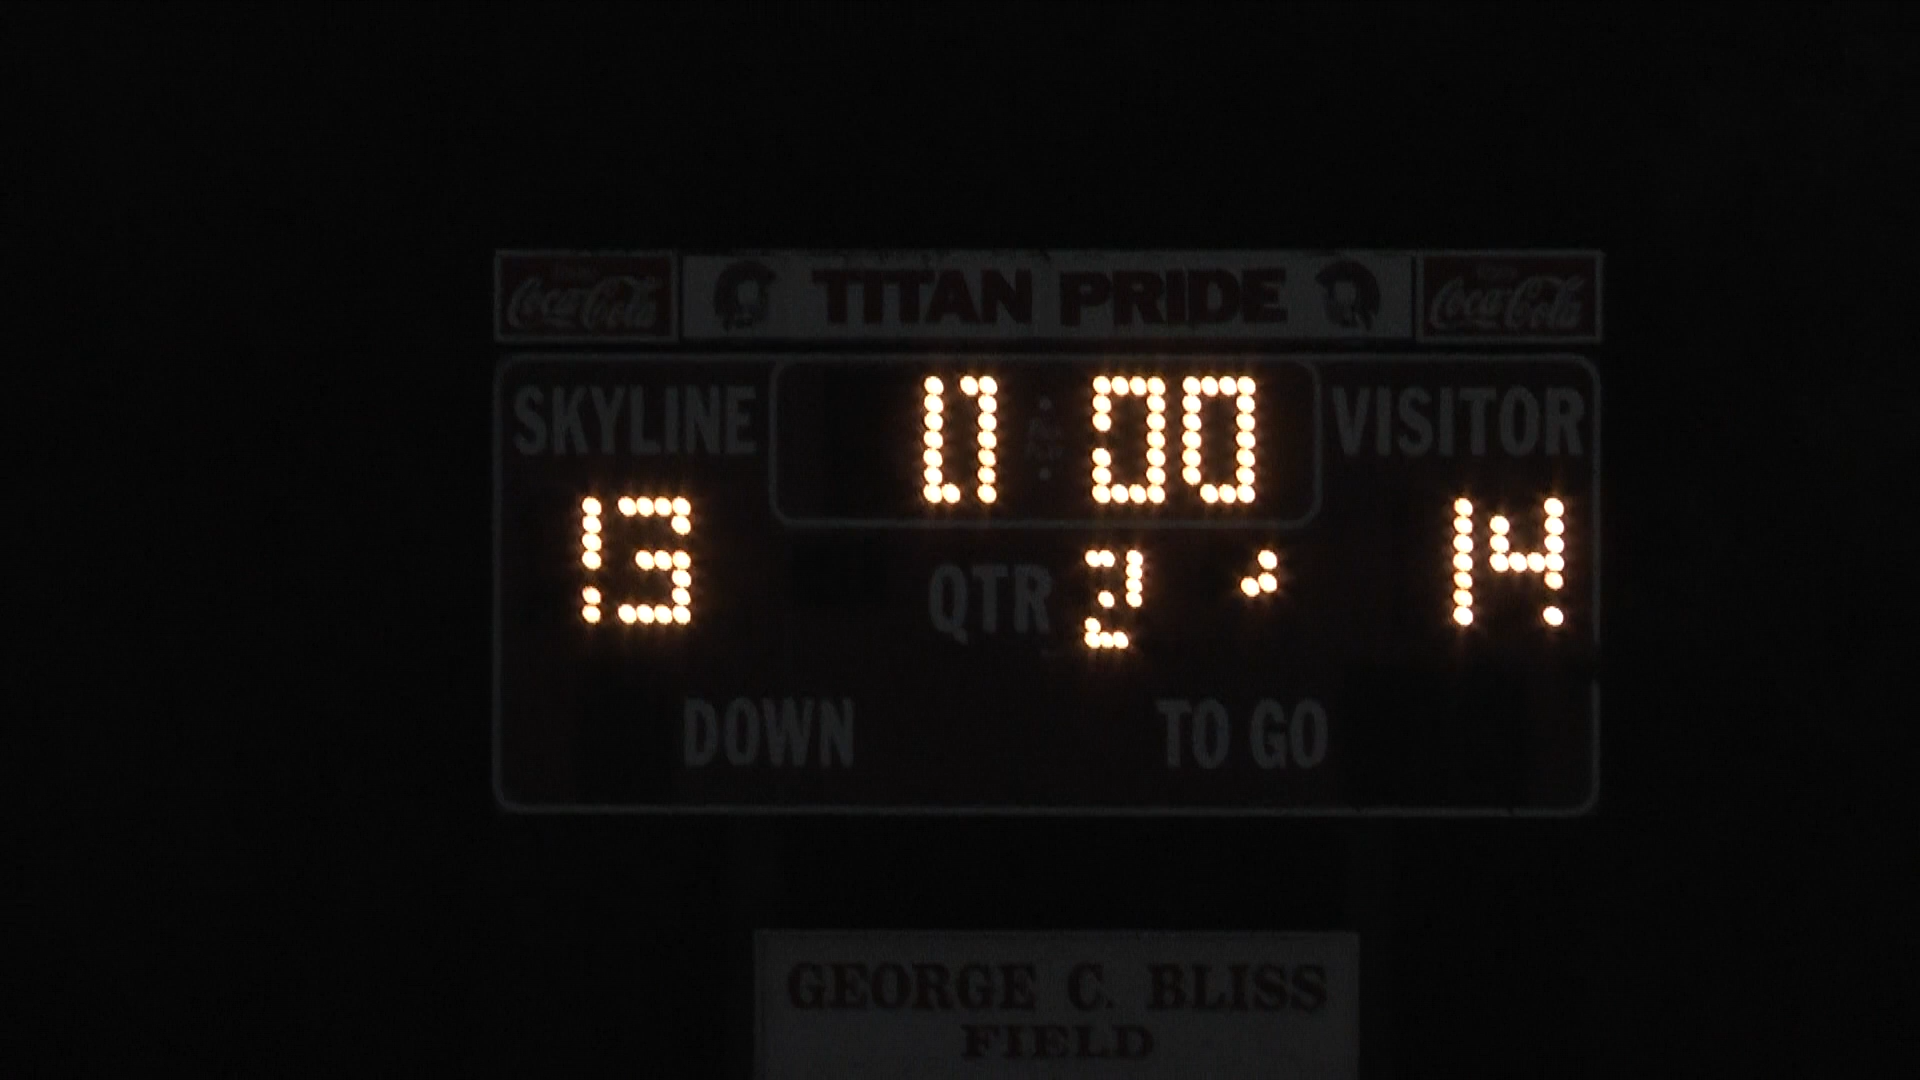 Coca-Cola TITAN PRIDE Coca-Cola
SKYLINE 0:00 VISITOR
13 QTR 2 14
DOWN TO GO
GEORGE C. BLISS
FIELD